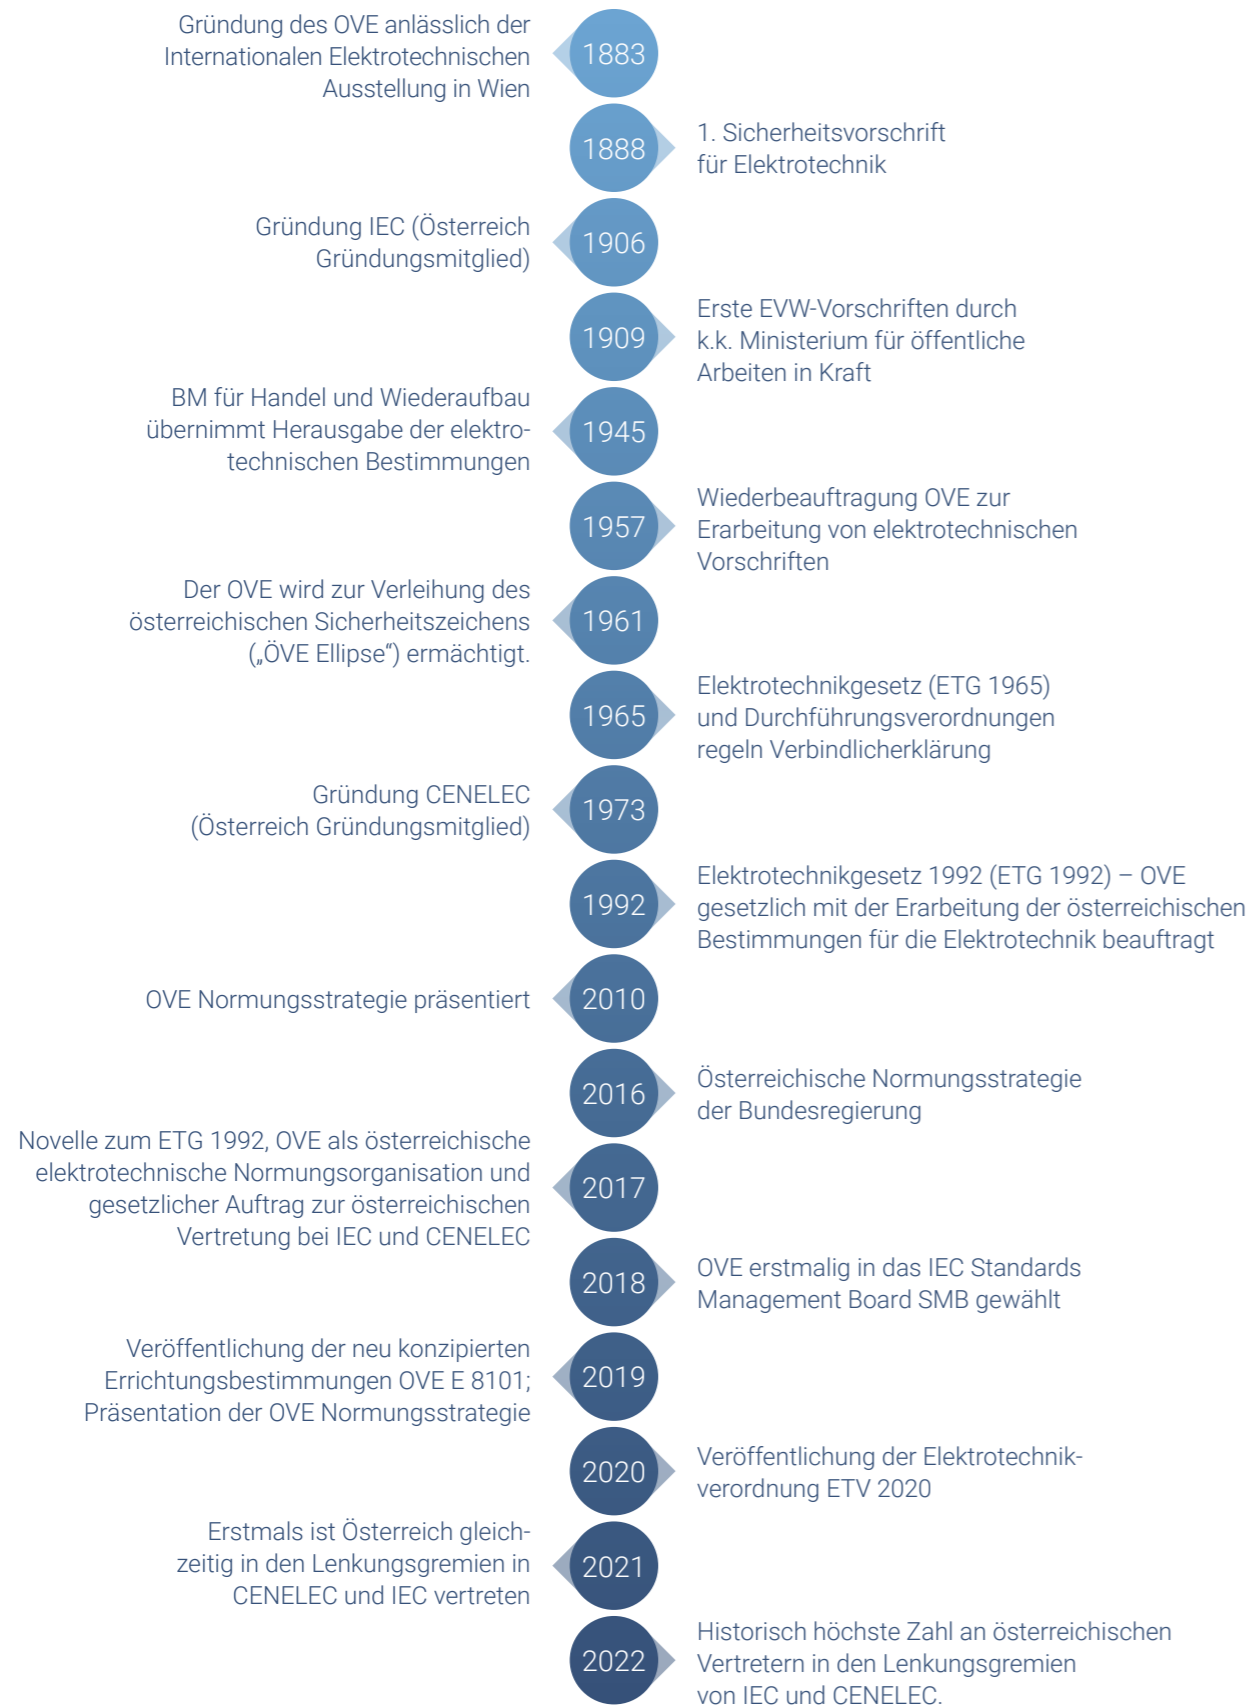 Gründung des OVE anlässlich der
Internationalen Elektrotechnischen
Ausstellung in Wien
1883
1888
1. Sicherheitsvorschrift
für Elektrotechnik
Gründung IEC (Österreich
Gründungsmitglied)
1906
1909
Erste EVW-Vorschriften durch
k.k. Ministerium für öffentliche
Arbeiten in Kraft
BM für Handel und Wiederaufbau
übernimmt Herausgabe der elektro-
technischen Bestimmungen
1945
1957
Wiederbeauftragung OVE zur
Erarbeitung von elektrotechnischen
Vorschriften
Der OVE wird zur Verleihung des
österreichischen Sicherheitszeichens
(„ÖVE Ellipse“) ermächtigt.
1961
1965
Elektrotechnikgesetz (ETG 1965)
und Durchführungsverordnungen
regeln Verbindlicherklärung
Gründung CENELEC
(Österreich Gründungsmitglied)
1973
1992
Elektrotechnikgesetz 1992 (ETG 1992) – OVE
gesetzlich mit der Erarbeitung der österreichischen
Bestimmungen für die Elektrotechnik beauftragt
OVE Normungsstrategie präsentiert
2010
2016
Österreichische Normungsstrategie
der Bundesregierung
Novelle zum ETG 1992, OVE als österreichische
elektrotechnische Normungsorganisation und
gesetzlicher Auftrag zur österreichischen
Vertretung bei IEC und CENELEC
2017
2018
OVE erstmalig in das IEC Standards
Management Board SMB gewählt
Veröffentlichung der neu konzipierten
Errichtungsbestimmungen OVE E 8101;
Präsentation der OVE Normungsstrategie
2019
2020
Veröffentlichung der Elektrotechnik-
verordnung ETV 2020
Erstmals ist Österreich gleich-
zeitig in den Lenkungsgremien in
CENELEC und IEC vertreten
2021
2022
Historisch höchste Zahl an österreichischen
Vertretern in den Lenkungsgremien
von IEC und CENELEC.